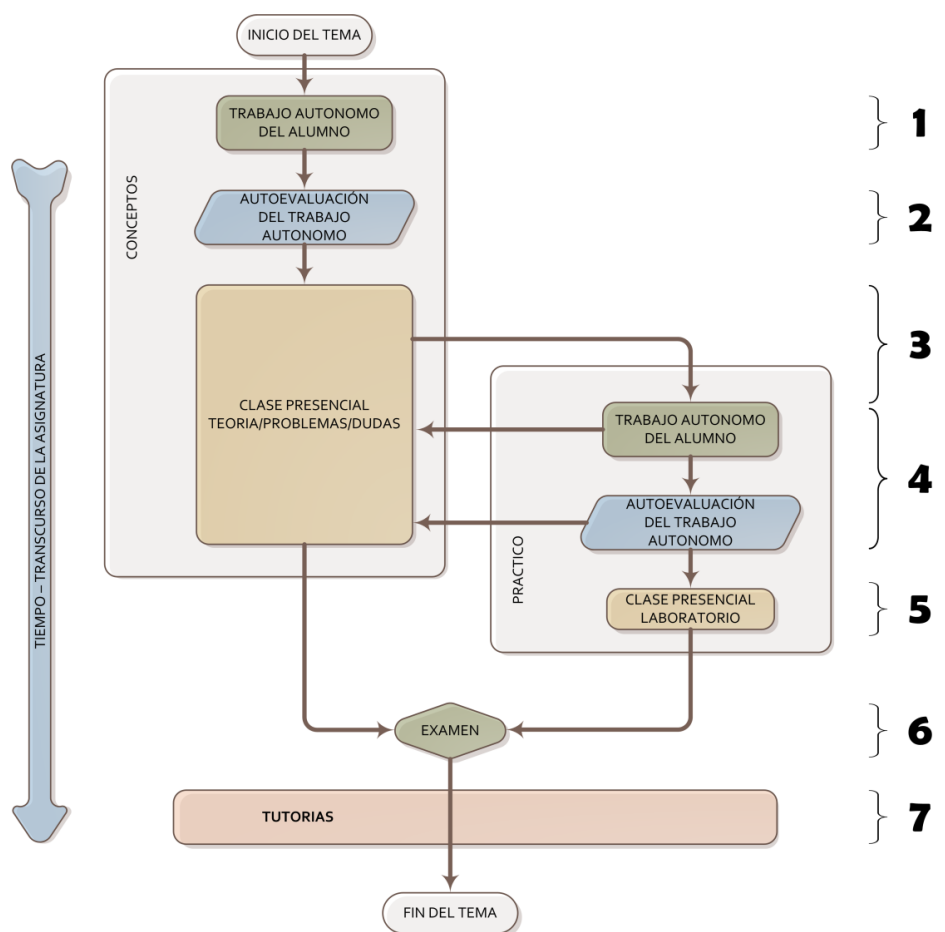 INICIO DEL TEMA
CONCEPTOS
TRABAJO AUTONOMO
DEL ALUMNO
1
AUTOEVALUACIÓN
DEL TRABAJO
AUTONOMO
2
TIEMPO – TRANSCURSO DE LA ASIGNATURA
CLASE PRESENCIAL
TEORIA/PROBLEMAS/DUDAS
3
PRACTICO
TRABAJO AUTONOMO
DEL ALUMNO
4
AUTOEVALUACIÓN
DEL TRABAJO
AUTONOMO
CLASE PRESENCIAL
LABORATORIO
5
EXAMEN
6
TUTORIAS
7
FIN DEL TEMA